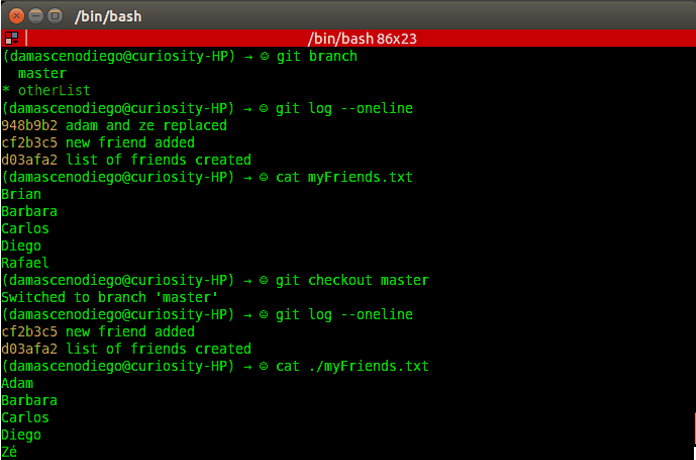 /bin/bash
/bin/bash 86x23
(damascenodiego@curiosity-HP) → ☺ git branch
  master
* otherList
(damascenodiego@curiosity-HP) → ☺ git log --oneline
948b9b2 adam and ze replaced
cf2b3c5 new friend added
d03afa2 list of friends created
(damascenodiego@curiosity-HP) → ☺ cat myFriends.txt
Brian
Barbara
Carlos
Diego
Rafael
(damascenodiego@curiosity-HP) → ☺ git checkout master
Switched to branch 'master'
(damascenodiego@curiosity-HP) → ☺ git log --oneline
cf2b3c5 new friend added
d03afa2 list of friends created
(damascenodiego@curiosity-HP) → ☺ cat ./myFriends.txt
Adam
Barbara
Carlos
Diego
Zé